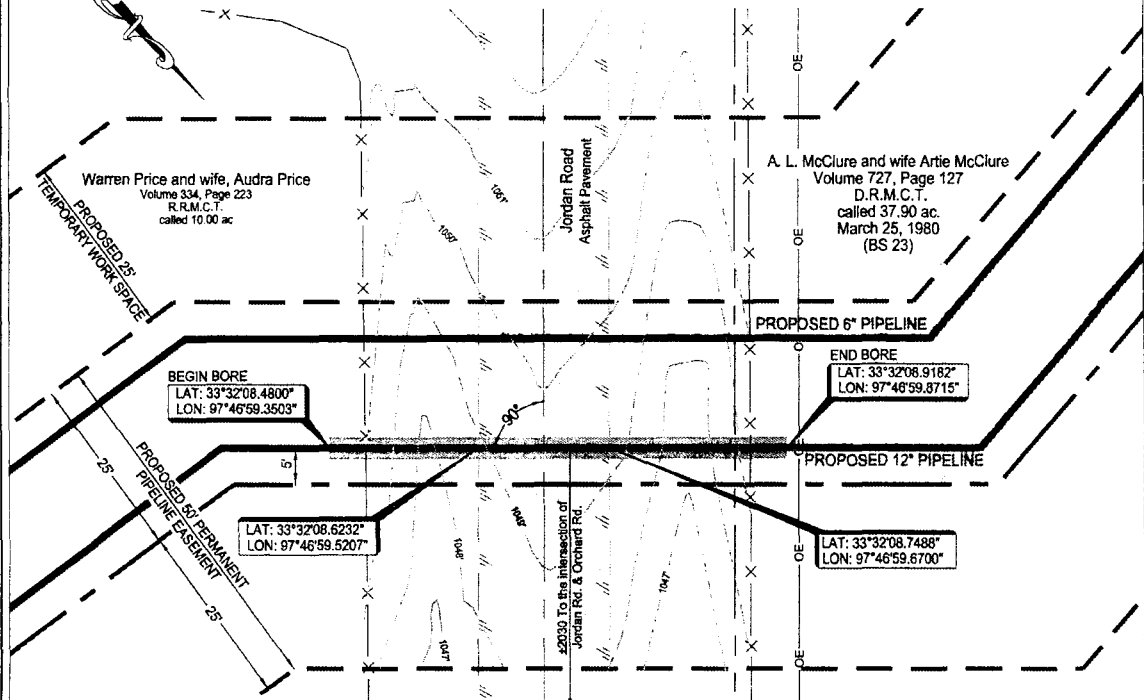 Warren Price and wife, Audra Price
Volume 334, Page 223
R.R.M.C.T.
called 10.00 ac
PROPOSED 25'
TEMPORARY WORK SPACE
Jordan Road
Asphalt Pavement
A. L. McClure and wife Artie McClure
Volume 727, Page 127
D.R.M.C.T.
called 37.90 ac.
March 25, 1980
(BS 23)
OE
OE
OE
OE
OE
1051'
1050'
PROPOSED 6" PIPELINE
BEGIN BORE
LAT: 33°32'08.4800"
LON: 97°46'59.3503"
END BORE
LAT: 33°32'08.9182"
LON: 97°46'59.8715"
90°
PROPOSED 12" PIPELINE
5'
25'
PROPOSED 50' PERMANENT
PIPELINE EASEMENT
25'
LAT: 33°32'08.6232"
LON: 97°46'59.5207"
1049'
1048'
1047'
±2030 To the intersection of
Jordan Rd. & Orchard Rd.
1047'
LAT: 33°32'08.7488"
LON: 97°46'59.6700"